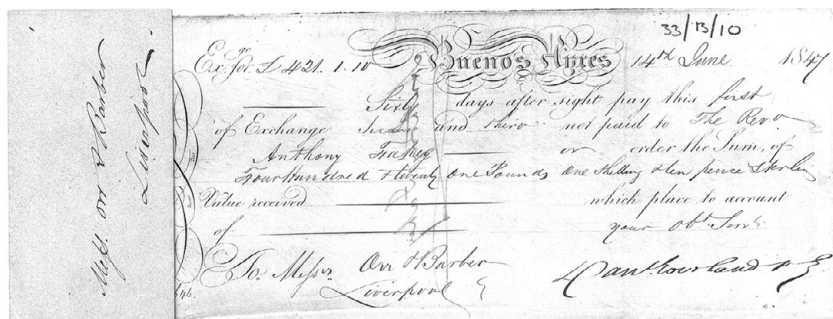 33/13/10
Exge for £ 421.1.10 Buenos Ayres 14th June 1847
Sixty days after sight pay this first
of Exchange second and third not paid to The Revd
Anthony Fahey or order the Sum, of
Four Hundred & twenty One Pounds One Shilling & ten pence Sterling
Value received which place to account
of your obt Servts
To Messrs Orr & Barber
Liverpool
Messrs Orr & Barber
Liverpool